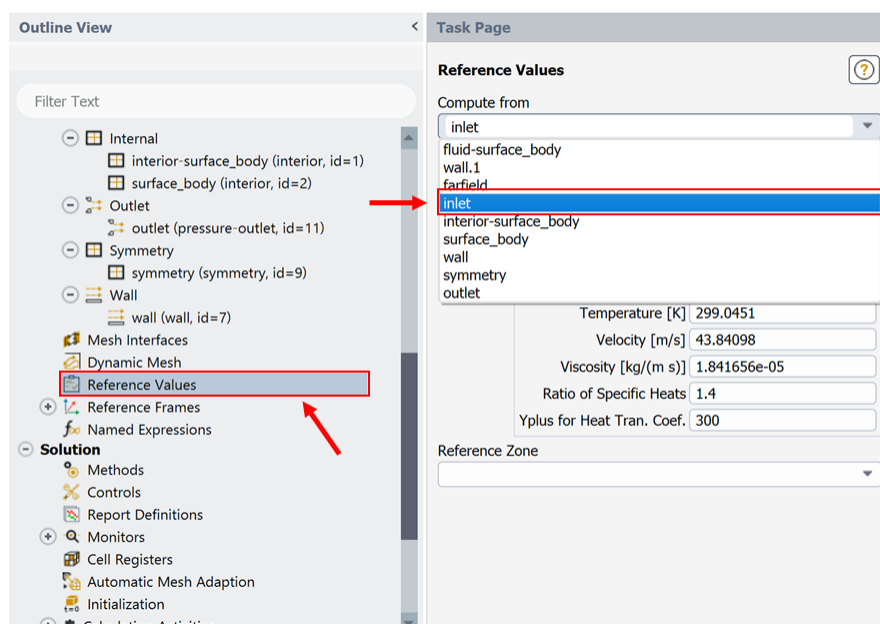 Outline View
Filter Text
Internal
interior-surface_body (interior, id=1)
surface_body (interior, id=2)
Outlet
outlet (pressure-outlet, id=11)
Symmetry
symmetry (symmetry, id=9)
Wall
wall (wall, id=7)
Mesh Interfaces
Dynamic Mesh
Reference Values
Reference Frames
Named Expressions
Solution
Methods
Controls
Report Definitions
Monitors
Cell Registers
Automatic Mesh Adaption
Initialization
Task Page
Reference Values
Compute from
inlet
fluid-surface_body
wall.1
farfield
inlet
interior-surface_body
surface_body
wall
symmetry
outlet
Temperature [K] 299.0451
Velocity [m/s] 43.84098
Viscosity [kg/(m s)] 1.841656e-05
Ratio of Specific Heats 1.4
Yplus for Heat Tran. Coef. 300
Reference Zone